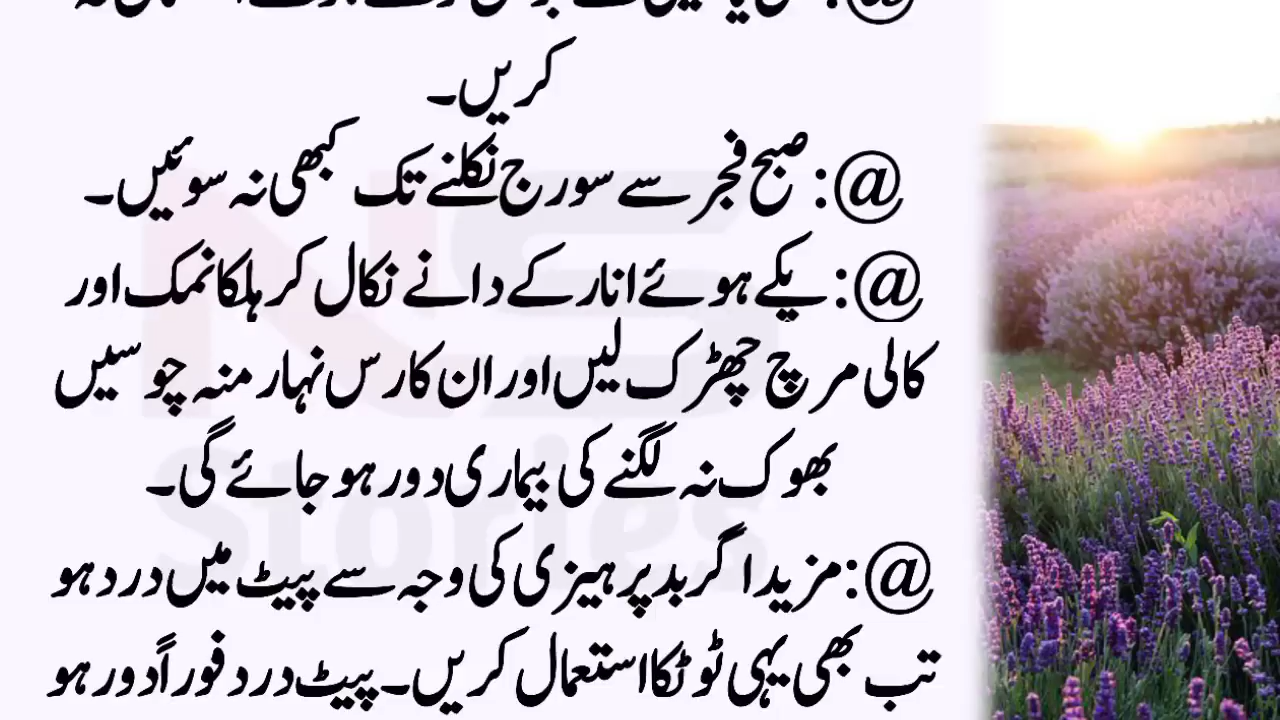 کریں۔
@: صبح فجر سے سورج نکلنے تک کبھی نہ سوئیں۔
@: پکے ہوئے انار کے دانے نکال کر ہلکا نمک اور
کالی مرچ چھڑک لیں اور ان کا رس نہار منہ چوسیں
بھوک نہ لگنے کی بیماری دور ہو جائے گی۔
@: مزید اگر بد پرہیزی کی وجہ سے پیٹ میں درد ہو
تب بھی یہی ٹوٹکا استعمال کریں۔ پیٹ درد فوراً دور ہو
NS
Stories